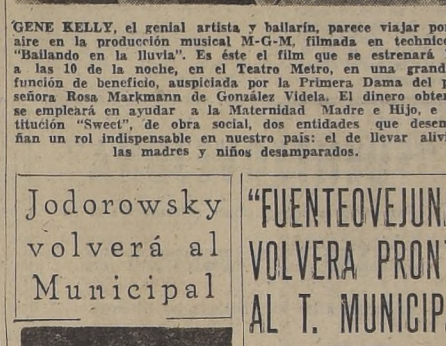 GENE KELLY, el genial artista y bailarín, parece viajar por
aire en la producción musical M-G-M, filmada en technico
"Bailando en la lluvia". Es éste el film que se estrenará
a las 10 de la noche, en el Teatro Metro, en una grand
función de beneficio, auspiciada por la Primera Dama del p
señora Rosa Markmann de González Videla. El dinero obten
se empleará en ayudar a la Maternidad Madre e Hijo, e
titución "Sweet", de obra social, dos entidades que desem
ñan un rol indispensable en nuestro país: el de llevar alivi
las madres y niños desamparados.
Jodorowsky
volverá al
Municipal
"FUENTEOVEJUN
VOLVERA PRON
AL T. MUNICIP